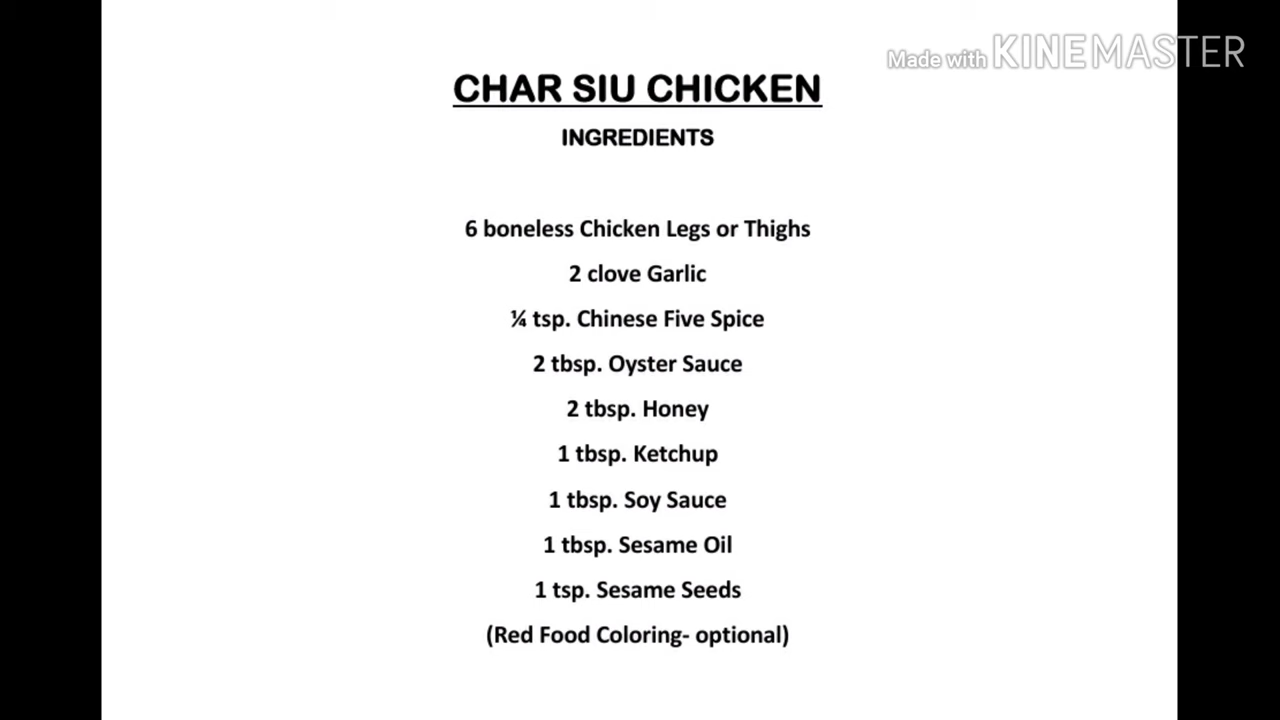 Made with KINEMASTER
CHAR SIU CHICKEN
INGREDIENTS
6 boneless Chicken Legs or Thighs
2 clove Garlic
¼ tsp. Chinese Five Spice
2 tbsp. Oyster Sauce
2 tbsp. Honey
1 tbsp. Ketchup
1 tbsp. Soy Sauce
1 tbsp. Sesame Oil
1 tsp. Sesame Seeds
(Red Food Coloring- optional)